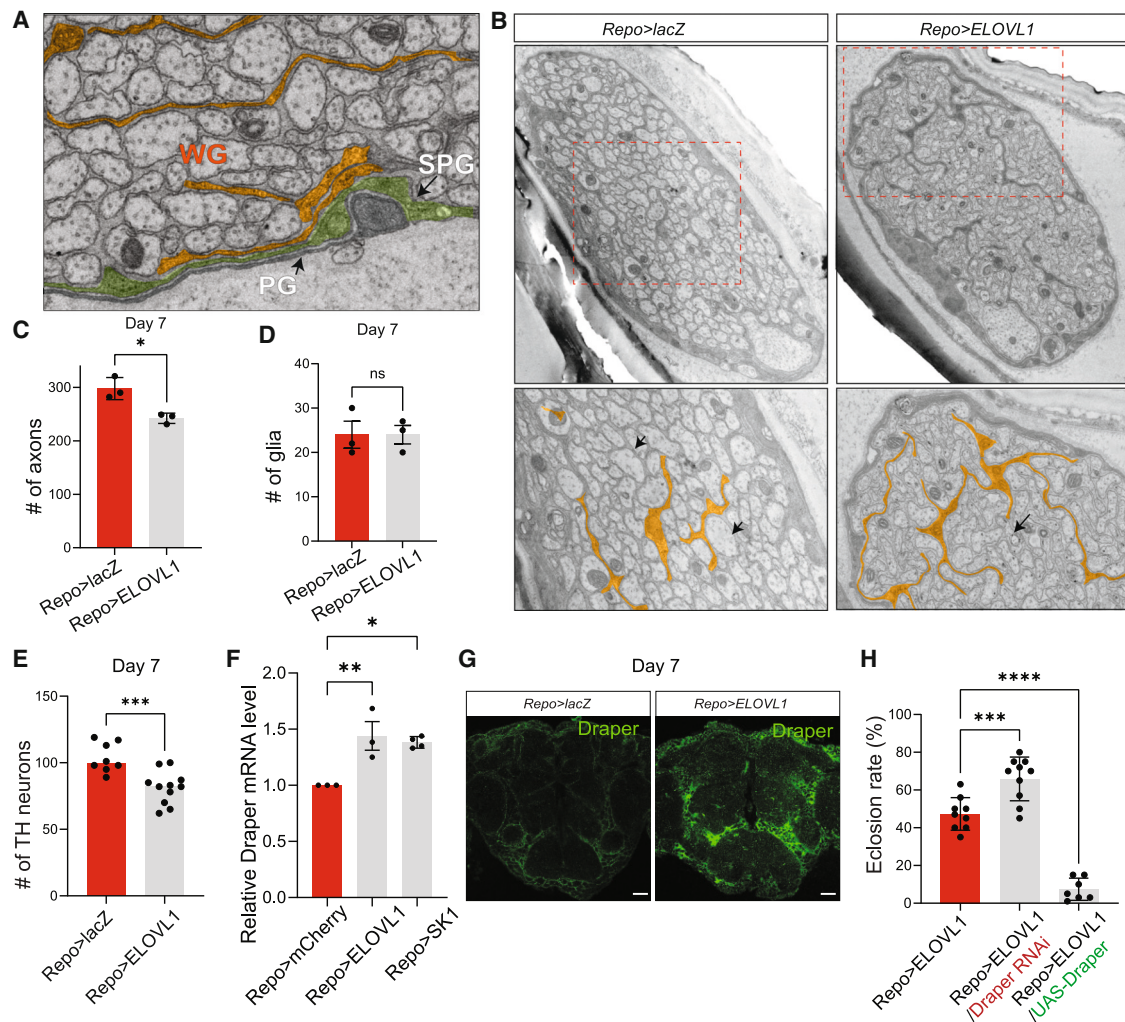 A
WG
SPG
PG
B
Repo>lacZ
Repo>ELOVL1
C
Day 7
*
# of axons
300
200
100
0
Repo>lacZ
Repo>ELOVL1
D
Day 7
ns
# of glia
40
30
20
10
0
Repo>lacZ
Repo>ELOVL1
E
Day 7
***
# of TH neurons
150
100
50
0
Repo>lacZ
Repo>ELOVL1
F
*
**
Relative Draper mRNA level
2.0
1.5
1.0
0.5
0.0
Repo>mCherry
Repo>ELOVL1
Repo>SK1
G
Day 7
Repo>lacZ
Draper
Repo>ELOVL1
Draper
H
****
***
Eclosion rate (%)
100
80
60
40
20
0
Repo>ELOVL1
Repo>ELOVL1
/Draper RNAi
Repo>ELOVL1
/UAS-Draper